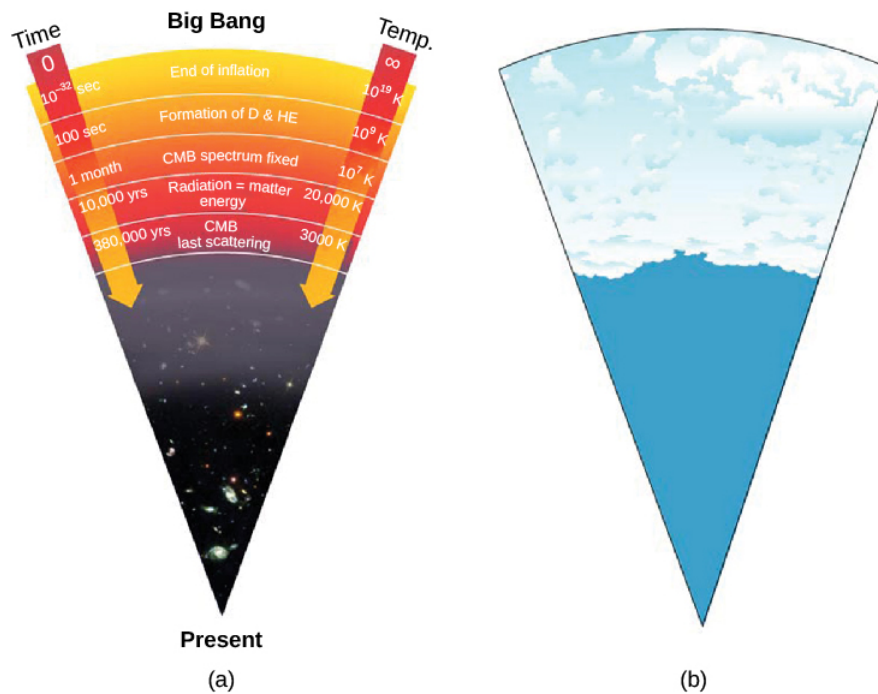 Big Bang
Time
Temp.
0
∞
End of inflation
10⁻³² sec
10¹⁹ K
Formation of D & HE
100 sec
10⁹ K
CMB spectrum fixed
1 month
10⁷ K
Radiation = matter
energy
10,000 yrs
20,000 K
CMB
last scattering
380,000 yrs
3000 K
Present
(a)
(b)